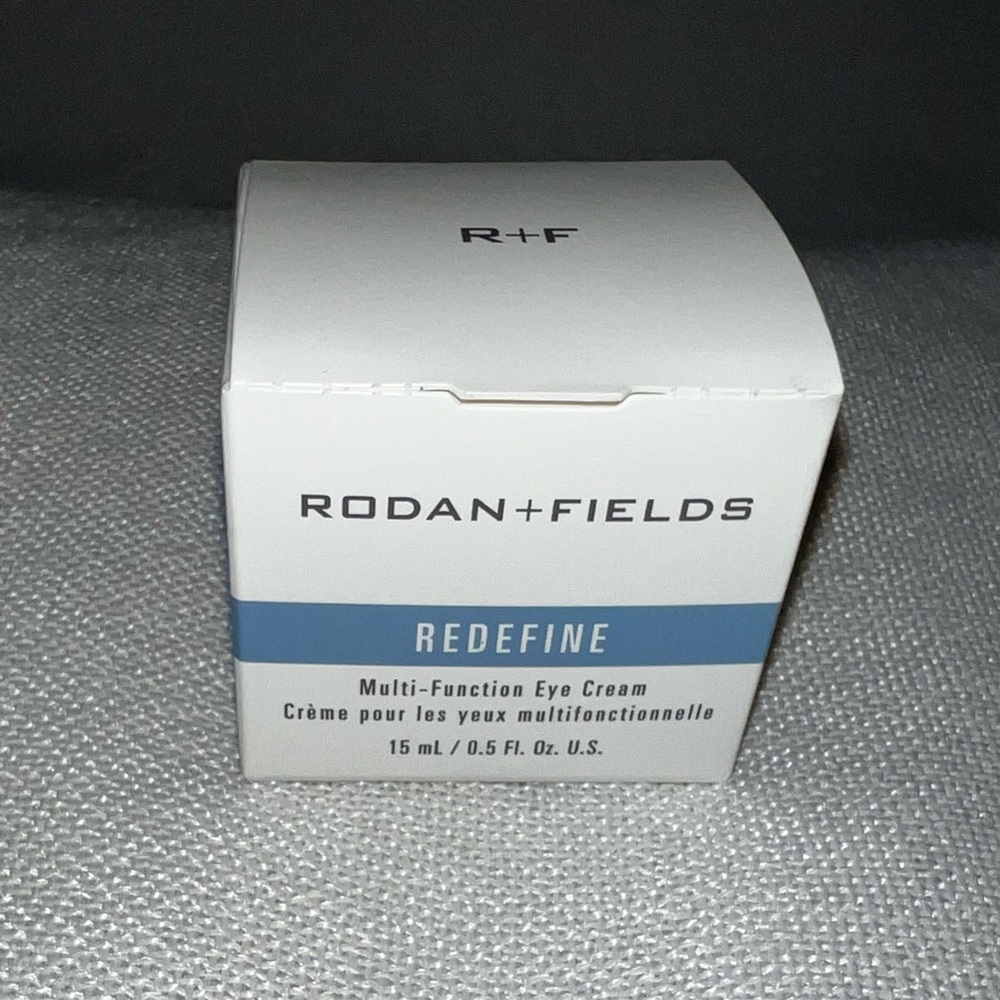 R+F
RODAN+FIELDS
REDEFINE
Multi-Function Eye Cream
Crème pour les yeux multifonctionnelle
15 mL / 0.5 Fl. Oz. U.S.